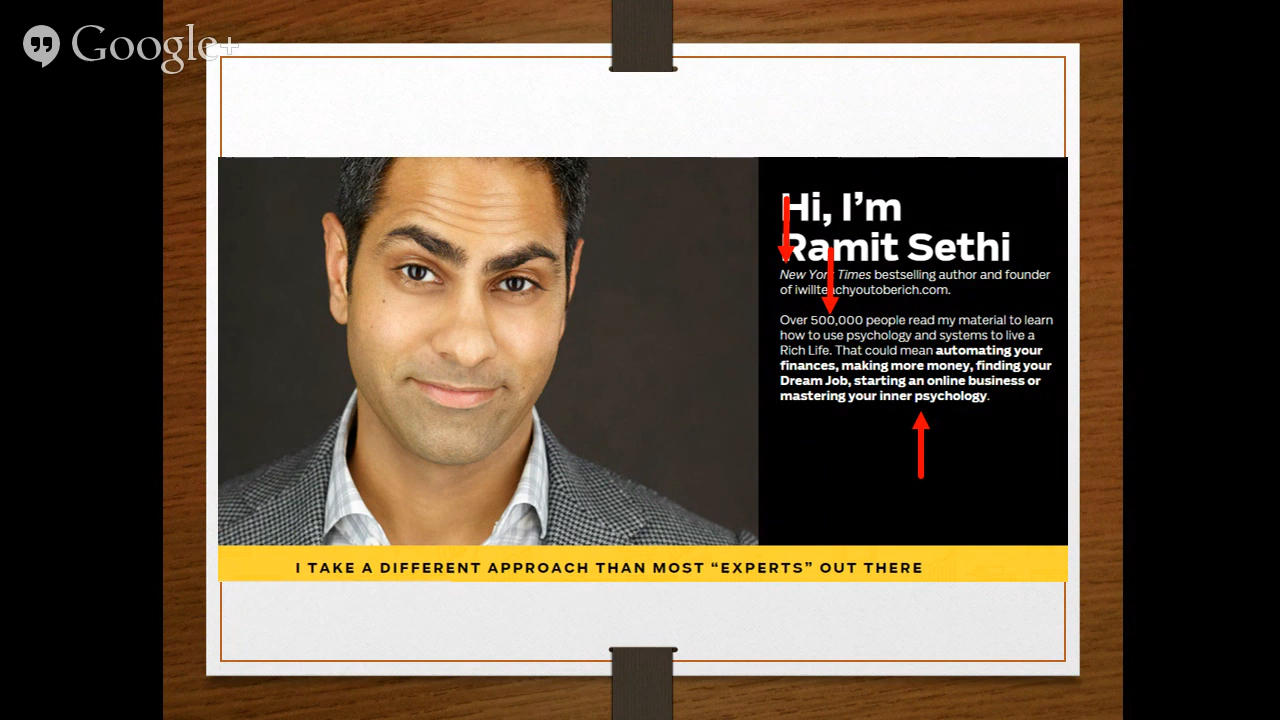 Google+
Hi, I’m
Ramit Sethi
New York Times bestselling author and founder
of iwillteachyoutoberich.com.
Over 500,000 people read my material to learn
how to use psychology and systems to live a
Rich Life. That could mean automating your
finances, making more money, finding your
Dream Job, starting an online business or
mastering your inner psychology.
I TAKE A DIFFERENT APPROACH THAN MOST “EXPERTS” OUT THERE